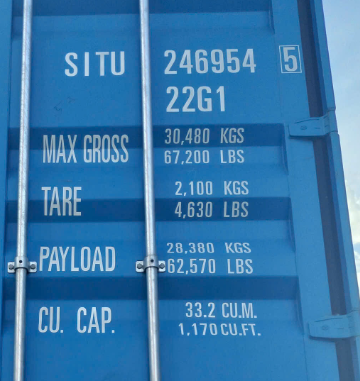 SITU 246954 5
22G1
MAX GROSS 30,480 KGS
67,200 LBS
TARE 2,100 KGS
4,630 LBS
PAYLOAD 28,380 KGS
62,570 LBS
CU. CAP. 33.2 CU.M.
1,170 CU.FT.